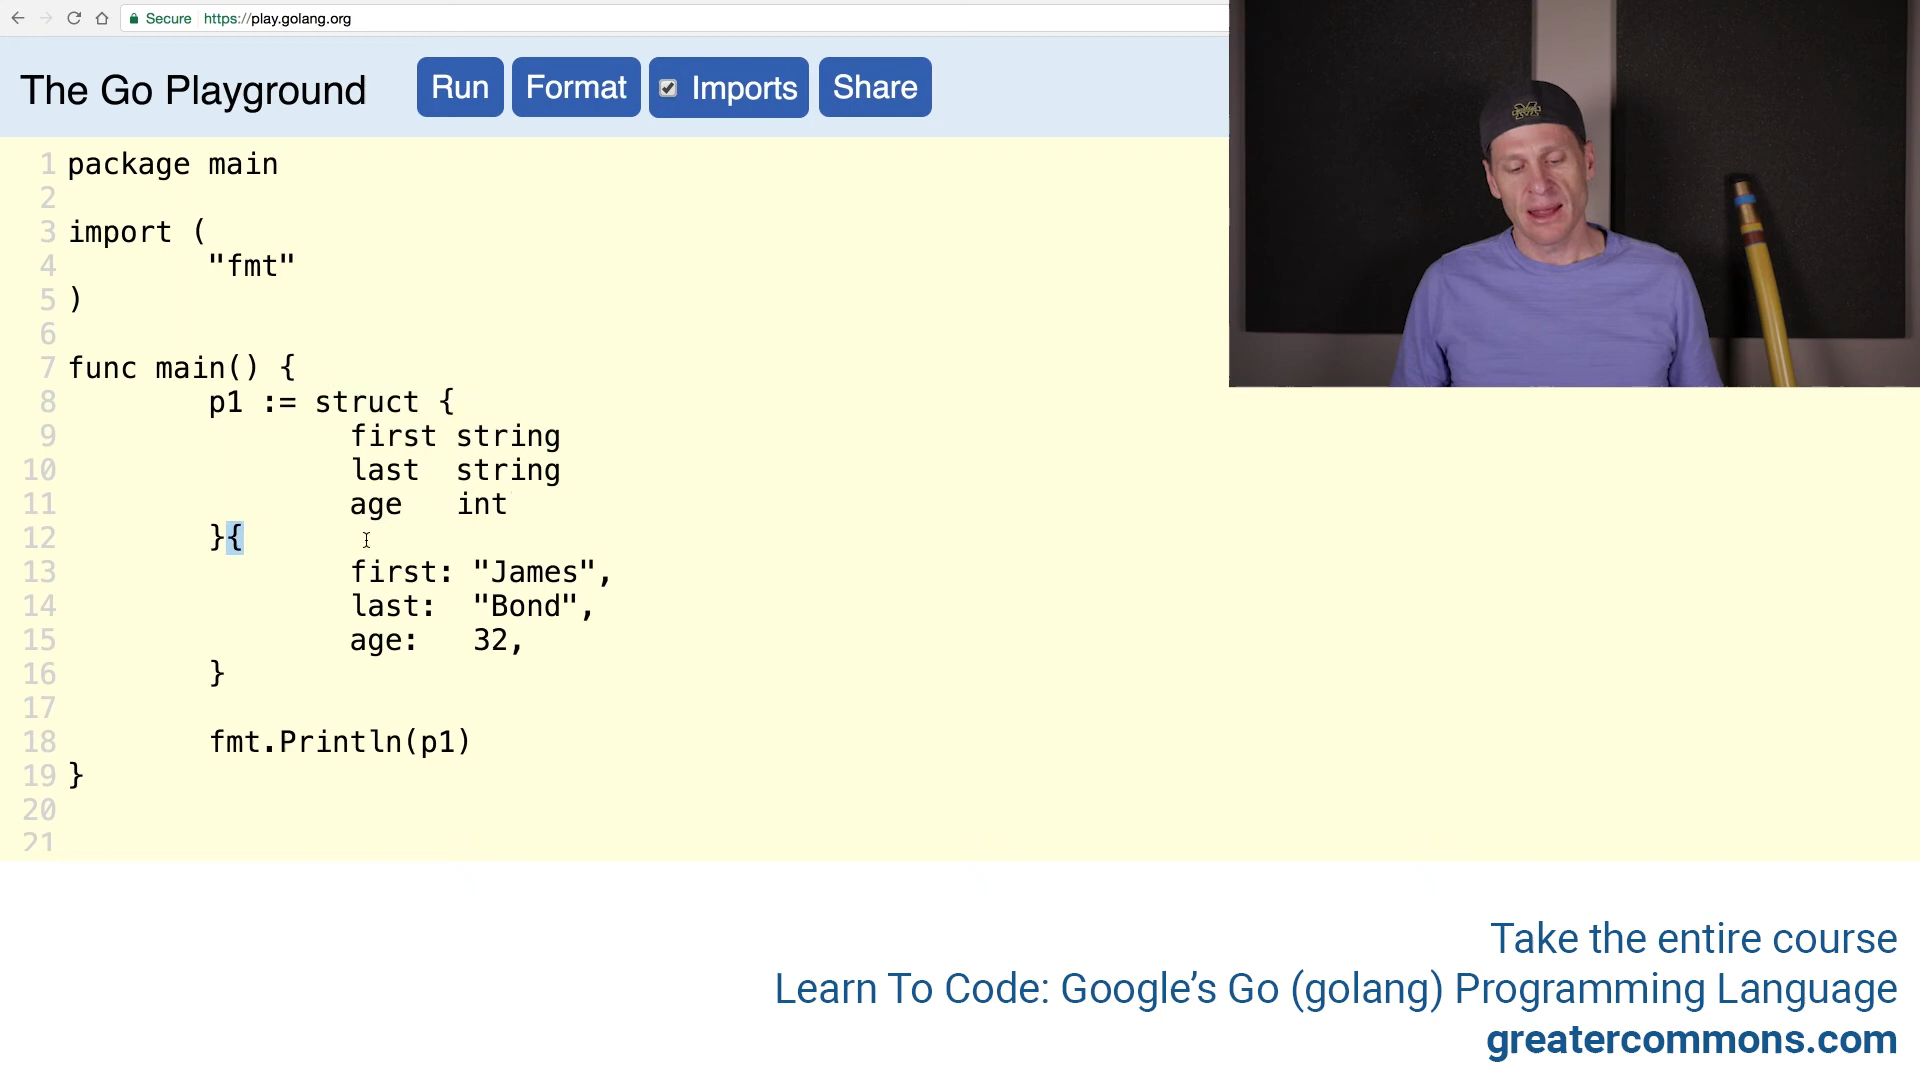 Secure https://play.golang.org
The Go Playground Run Format Imports Share
1 package main
2
3 import (
4 "fmt"
5 )
6
7 func main() {
8 p1 := struct {
9 first string
10 last string
11 age int
12 }{
13 first: "James",
14 last: "Bond",
15 age: 32,
16 }
17
18 fmt.Println(p1)
19 }
20
21
Take the entire course
Learn To Code: Google’s Go (golang) Programming Language
greatercommons.com